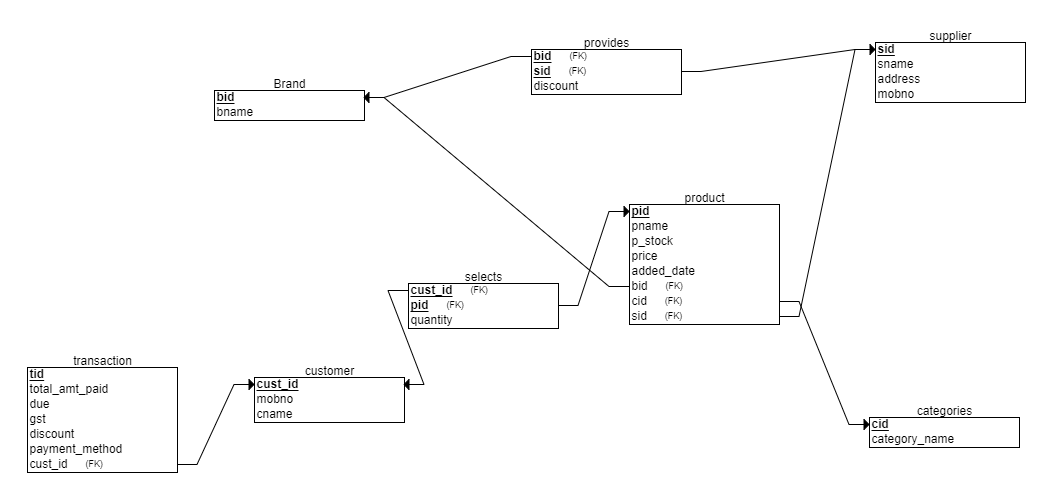 provides
bid (FK)
sid (FK)
discount
supplier
sid
sname
address
mobno
Brand
bid
bname
product
pid
pname
p_stock
price
added_date
bid (FK)
cid (FK)
sid (FK)
selects
cust_id (FK)
pid (FK)
quantity
transaction
tid
total_amt_paid
due
gst
discount
payment_method
cust_id (FK)
customer
cust_id
mobno
cname
categories
cid
category_name